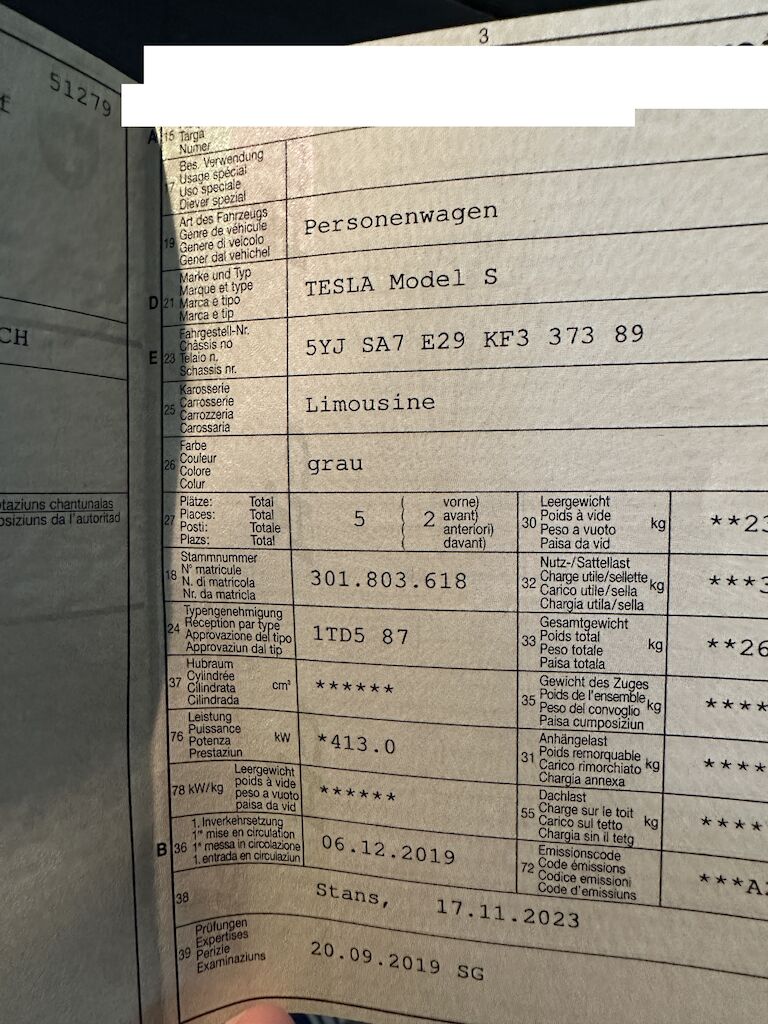 3
51279
CH
A 15 Targa
Numer
17 Bes. Verwendung
Usage spécial
Uso speciale
Diever spezial
19 Art des Fahrzeugs
Genre de véhicule
Genere di veicolo
Gener dal vehichel
Personenwagen
D 21 Marke und Typ
Marque et type
Marca e tipo
Marca e tip
TESLA Model S
E 23 Fahrgestell-Nr.
Châssis no
Telaio n.
Schassis nr.
5YJ SA7 E29 KF3 373 89
25 Karosserie
Carrosserie
Carrozzeria
Carossaria
Limousine
26 Farbe
Couleur
Colore
Colur
grau
27 Plätze: Total
Places: Total
Posti: Totale
Plazs: Total
5 ( 2 vorne)
avant)
anteriori)
davant)
30 Leergewicht
Poids à vide
Peso a vuoto
Paisa da vid
kg
**23
18 Stammnummer
N° matricule
N. di matricola
Nr. da matricla
301.803.618
32 Nutz-/Sattellast
Charge utile/sellette
Carico utile/sella
Chargia utila/sella
kg
***3
24 Typengenehmigung
Réception par type
Approvazione del tipo
Approvaziun dal tip
1TD5 87
33 Gesamtgewicht
Poids total
Peso totale
Paisa totala
kg
**26
37 Hubraum
Cylindrée
Cilindrata
Cilindrada
cm³
******
35 Gewicht des Zuges
Poids de l'ensemble
Peso del convoglio
Paisa cumposiziun
kg
****
76 Leistung
Puissance
Potenza
Prestaziun
kW
*413.0
31 Anhängelast
Poids remorquable
Carico rimorchiato
Chargia annexa
kg
****
78 kW/kg Leergewicht
poids à vide
peso a vuoto
paisa da vid
******
55 Dachlast
Charge sur le toit
Carico sul tetto
Chargia sin il tetg
kg
****
B 36 1. Inverkehrsetzung
1re mise en circulation
1a messa in circolazione
1. entrada en circulaziun
06.12.2019
72 Emissionscode
Code émissions
Codice emissioni
Code d'emissiuns
***A
38
Stans, 17.11.2023
39 Prüfungen
Expertises
Perizie
Examinaziuns
20.09.2019 SG
taziuns chantunalas
osiziuns da l'autoritad